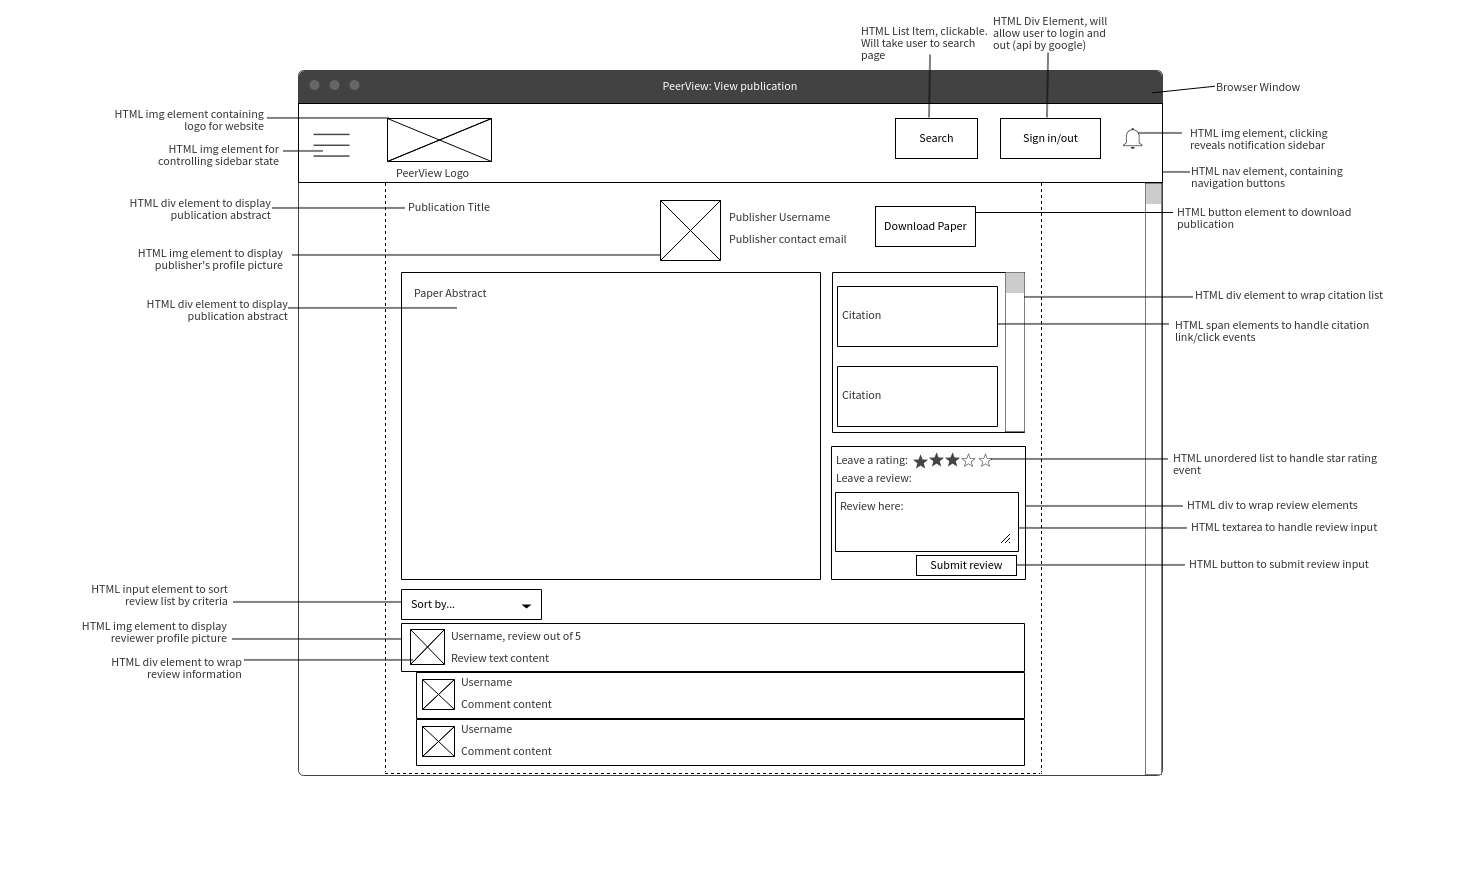 HTML List Item, clickable.
Will take user to search
page
HTML Div Element, will
allow user to login and
out (api by google)
PeerView: View publication
Browser Window
HTML img element containing
logo for website
HTML img element for
controlling sidebar state
PeerView Logo
Search
Sign in/out
HTML img element, clicking
reveals notification sidebar
HTML nav element, containing
navigation buttons
HTML div element to display
publication abstract
Publication Title
Publisher Username
Publisher contact email
Download Paper
HTML button element to download
publication
HTML img element to display
publisher's profile picture
HTML div element to display
publication abstract
Paper Abstract
Citation
Citation
HTML div element to wrap citation list
HTML span elements to handle citation
link/click events
Leave a rating:
Leave a review:
Review here:
Submit review
HTML unordered list to handle star rating
event
HTML div to wrap review elements
HTML textarea to handle review input
HTML button to submit review input
HTML input element to sort
review list by criteria
Sort by...
HTML img element to display
reviewer profile picture
HTML div element to wrap
review information
Username, review out of 5
Review text content
Username
Comment content
Username
Comment content